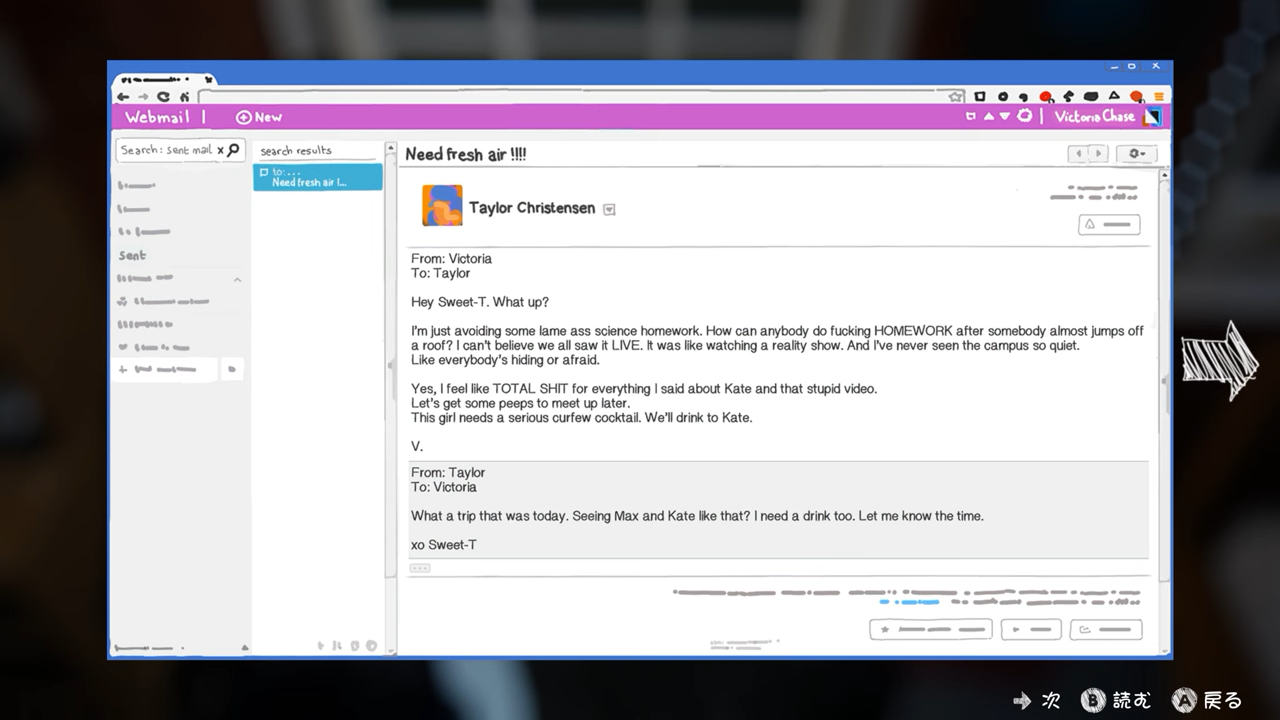 Webmail |
New
Victoria Chase
Search: sent mail x
search results
Need fresh air !!!!
to:...
Need fresh air !...
Taylor Christensen
Sent
From: Victoria
To: Taylor
Hey Sweet-T. What up?
I'm just avoiding some lame ass science homework. How can anybody do fucking HOMEWORK after somebody almost jumps off
a roof? I can't believe we all saw it LIVE. It was like watching a reality show. And I've never seen the campus so quiet.
Like everybody's hiding or afraid.
Yes, I feel like TOTAL SHIT for everything I said about Kate and that stupid video.
Let's get some peeps to meet up later.
This girl needs a serious curfew cocktail. We'll drink to Kate.
V.
From: Taylor
To: Victoria
What a trip that was today. Seeing Max and Kate like that? I need a drink too. Let me know the time.
xo Sweet-T
次 B 読む A 戻る